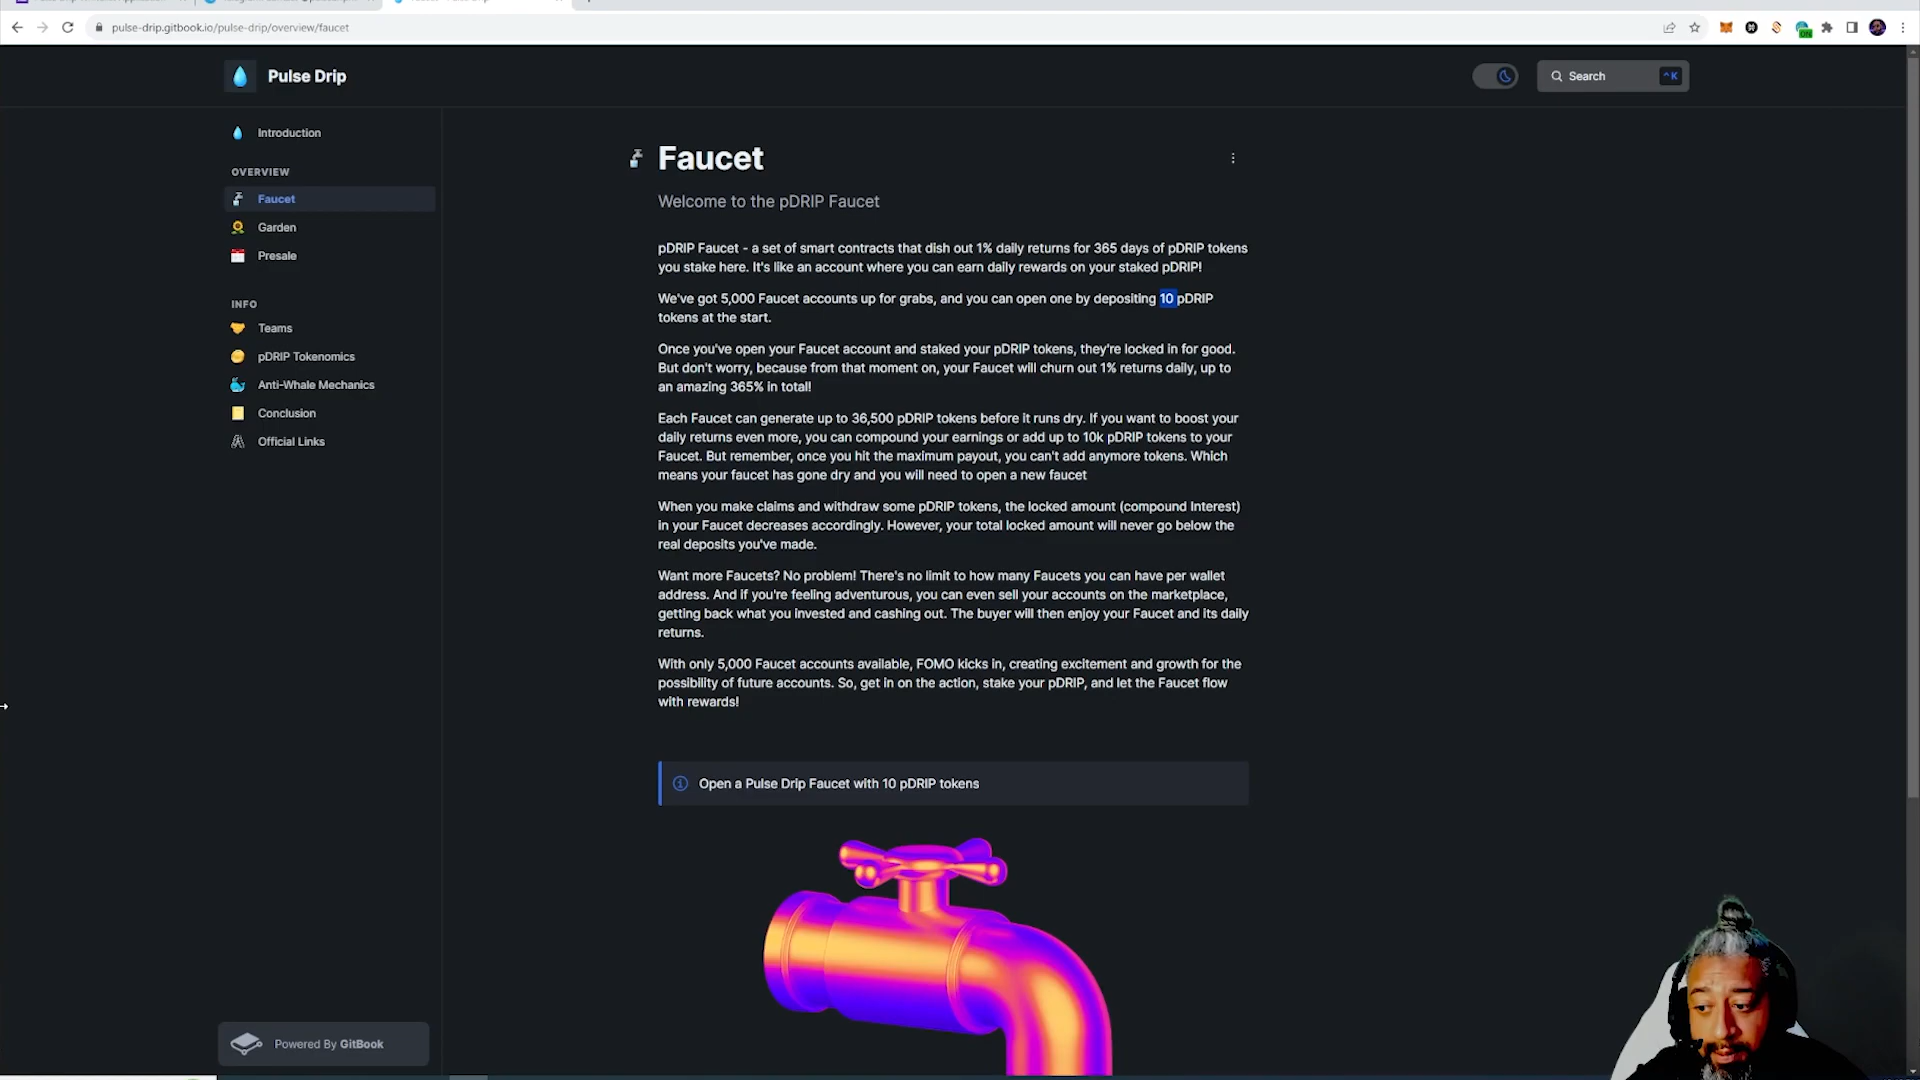 pulse-drip.gitbook.io/pulse-drip/overview/faucet
ON
Pulse Drip
Search
^K
Introduction
OVERVIEW
Faucet
Garden
Presale
INFO
Teams
pDRIP Tokenomics
Anti-Whale Mechanics
Conclusion
Official Links
Faucet
Welcome to the pDRIP Faucet
pDRIP Faucet - a set of smart contracts that dish out 1% daily returns for 365 days of pDRIP tokens
you stake here. It's like an account where you can earn daily rewards on your staked pDRIP!
We've got 5,000 Faucet accounts up for grabs, and you can open one by depositing 10 pDRIP
tokens at the start.
Once you've open your Faucet account and staked your pDRIP tokens, they're locked in for good.
But don't worry, because from that moment on, your Faucet will churn out 1% returns daily, up to
an amazing 365% in total!
Each Faucet can generate up to 36,500 pDRIP tokens before it runs dry. If you want to boost your
daily returns even more, you can compound your earnings or add up to 10k pDRIP tokens to your
Faucet. But remember, once you hit the maximum payout, you can't add anymore tokens. Which
means your faucet has gone dry and you will need to open a new faucet
When you make claims and withdraw some pDRIP tokens, the locked amount (compound Interest)
in your Faucet decreases accordingly. However, your total locked amount will never go below the
real deposits you've made.
Want more Faucets? No problem! There's no limit to how many Faucets you can have per wallet
address. And if you're feeling adventurous, you can even sell your accounts on the marketplace,
getting back what you invested and cashing out. The buyer will then enjoy your Faucet and its daily
returns.
With only 5,000 Faucet accounts available, FOMO kicks in, creating excitement and growth for the
possibility of future accounts. So, get in on the action, stake your pDRIP, and let the Faucet flow
with rewards!
Open a Pulse Drip Faucet with 10 pDRIP tokens
Powered By GitBook